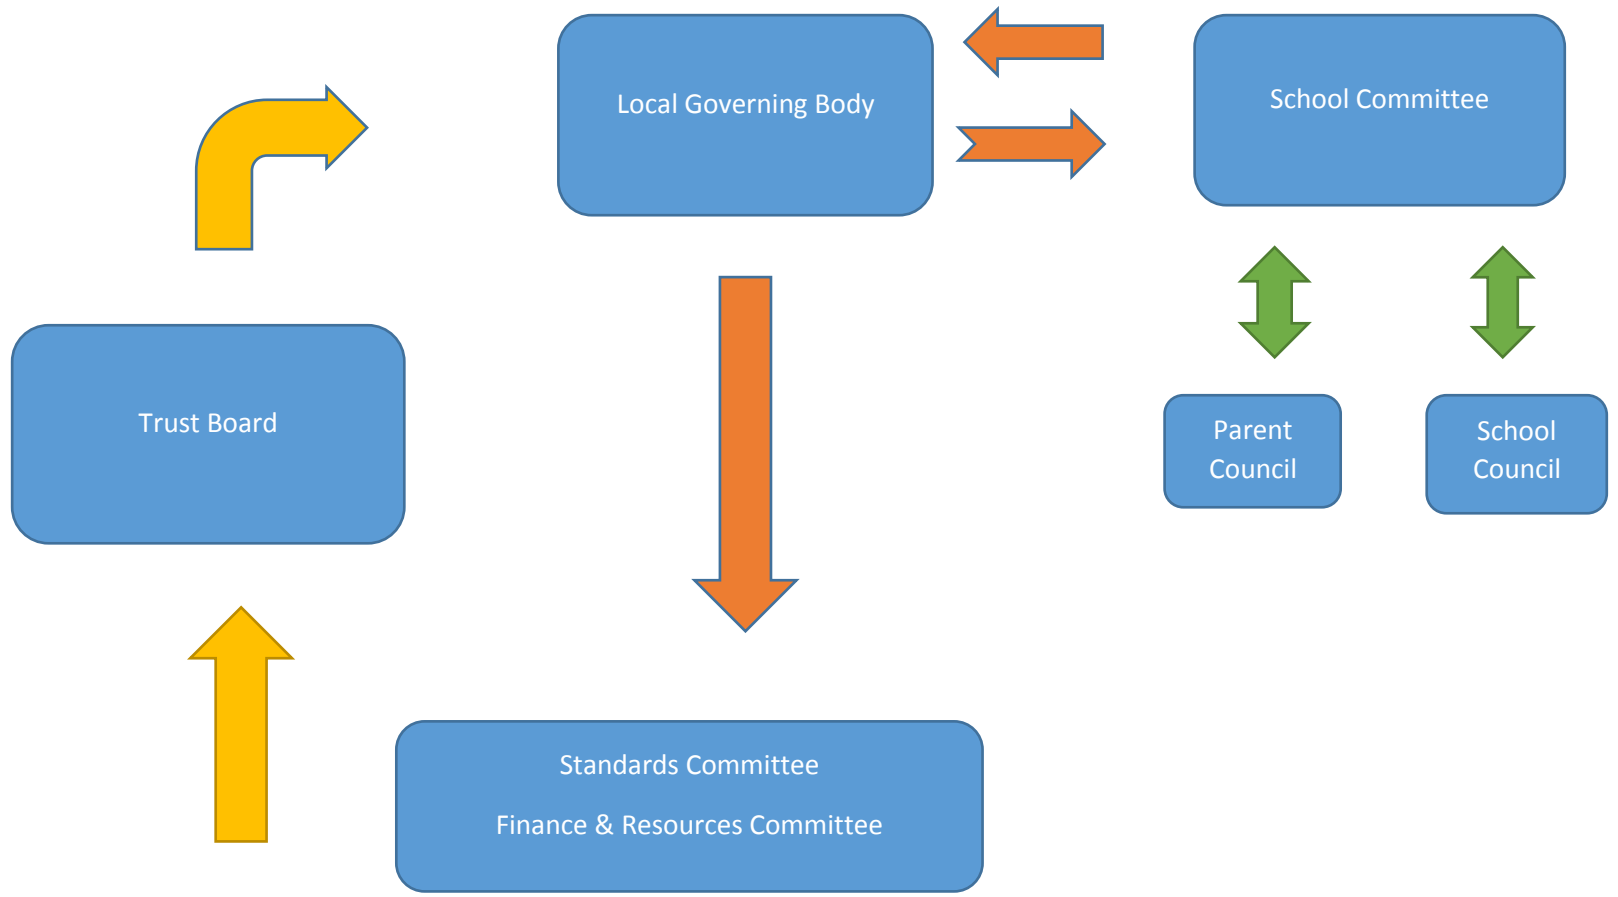 Local Governing Body
School Committee
Trust Board
Parent
Council
School
Council
Standards Committee
Finance & Resources Committee